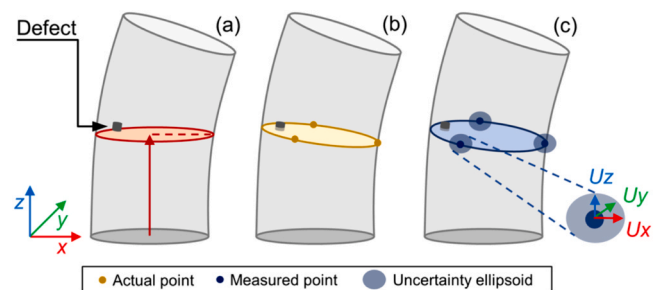 (a)
(b)
(c)
Defect
z
y
x
Uz
Uy
Ux
Actual point
Measured point
Uncertainty ellipsoid